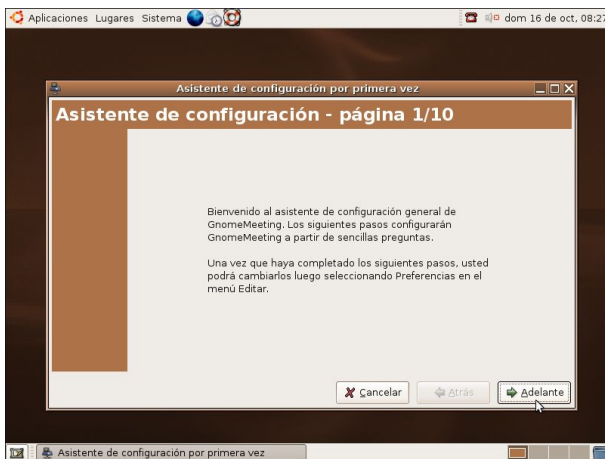 Aplicaciones Lugares Sistema dom 16 de oct, 08:27
Asistente de configuración por primera vez
Asistente de configuración - página 1/10
Bienvenido al asistente de configuración general de
GnomeMeeting. Los siguientes pasos configurarán
GnomeMeeting a partir de sencillas preguntas.
Una vez que haya completado los siguientes pasos, usted
podrá cambiarlos luego seleccionando Preferencias en el
menú Editar.
Cancelar Atrás Adelante
Asistente de configuración por primera vez